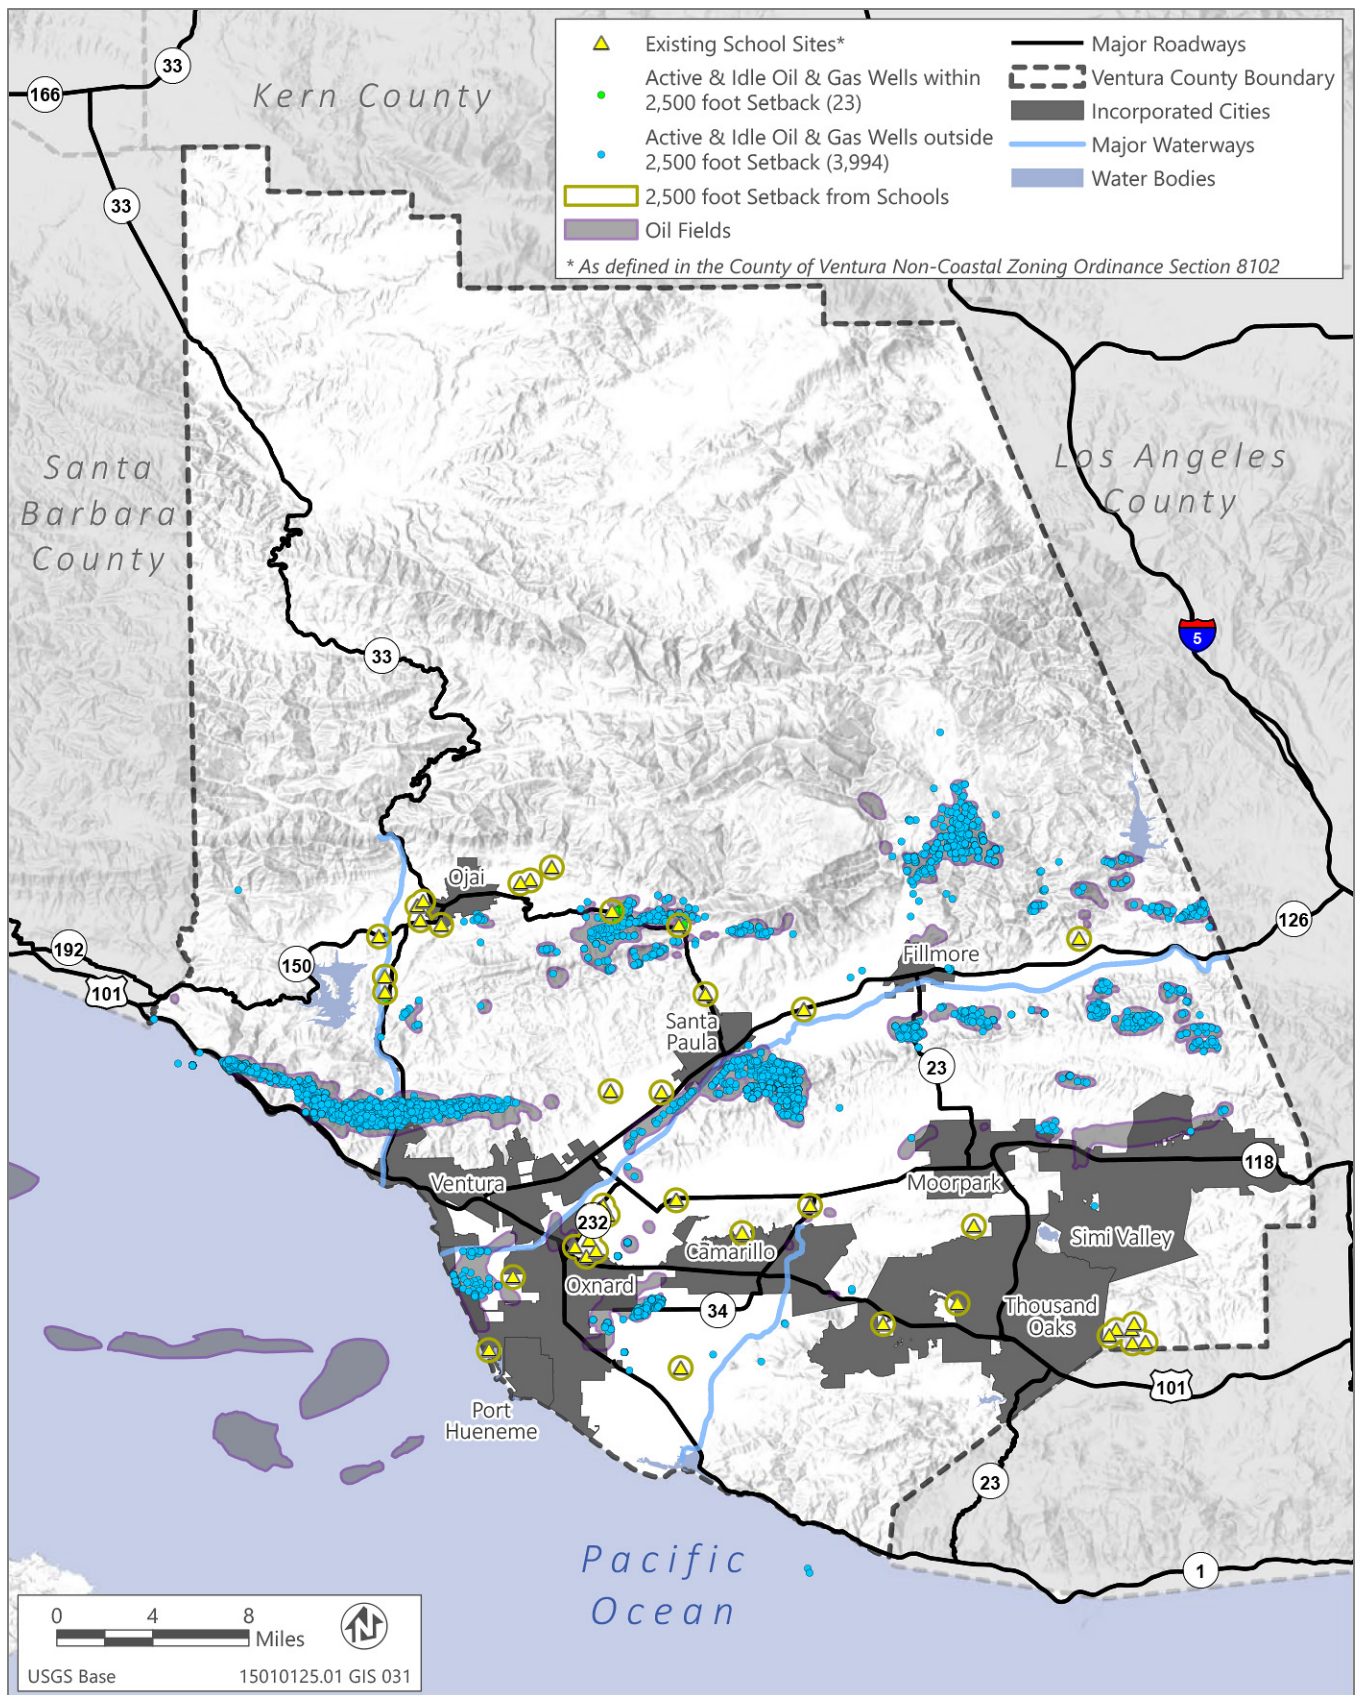 Existing School Sites*
Active & Idle Oil & Gas Wells within
2,500 foot Setback (23)
Active & Idle Oil & Gas Wells outside
2,500 foot Setback (3,994)
2,500 foot Setback from Schools
Oil Fields
Major Roadways
Ventura County Boundary
Incorporated Cities
Major Waterways
Water Bodies
* As defined in the County of Ventura Non-Coastal Zoning Ordinance Section 8102
33
166
Kern County
33
Santa
Barbara
County
Los Angeles
County
5
33
Ojai
126
192
150
101
Fillmore
Santa
Paula
23
118
Ventura
Moorpark
232
Camarillo
Simi Valley
Oxnard
34
Thousand
Oaks
101
Port
Hueneme
23
Pacific
Ocean
1
0 4 8
Miles
USGS Base 15010125.01 GIS 031